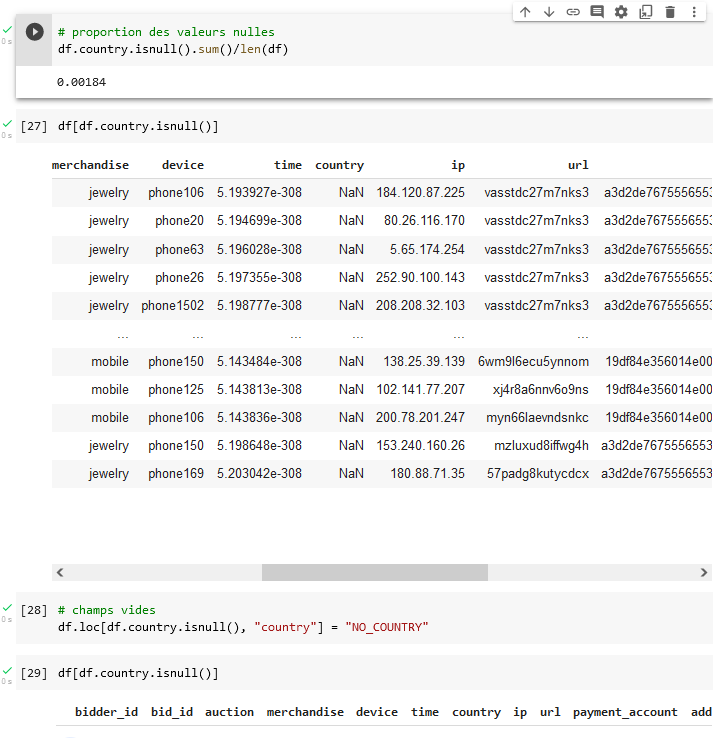 # proportion des valeurs nulles
0s
df.country.isnull().sum()/len(df)
0.00184
[27] df[df.country.isnull()]
0s
merchandise device time country ip url
jewelry phone106 5.193927e-308 NaN 184.120.87.225 vasstdc27m7nks3 a3d2de7675556553
jewelry phone20 5.194699e-308 NaN 80.26.116.170 vasstdc27m7nks3 a3d2de7675556553
jewelry phone63 5.196028e-308 NaN 5.65.174.254 vasstdc27m7nks3 a3d2de7675556553
jewelry phone26 5.197355e-308 NaN 252.90.100.143 vasstdc27m7nks3 a3d2de7675556553
jewelry phone1502 5.198777e-308 NaN 208.208.32.103 vasstdc27m7nks3 a3d2de7675556553
... ... ... ... ... ...
mobile phone150 5.143484e-308 NaN 138.25.39.139 6wm9l6ecu5ynnom 19df84e356014e00
mobile phone125 5.143813e-308 NaN 102.141.77.207 xj4r8a6nnv6o9ns 19df84e356014e00
mobile phone106 5.143836e-308 NaN 200.78.201.247 myn66laevndsnkc 19df84e356014e00
jewelry phone150 5.198648e-308 NaN 153.240.160.26 mzluxud8iffwg4h a3d2de7675556553
jewelry phone169 5.203042e-308 NaN 180.88.71.35 57padg8kutycdcx a3d2de7675556553
[28] # champs vides
0s
df.loc[df.country.isnull(), "country"] = "NO_COUNTRY"
[29] df[df.country.isnull()]
0s
bidder_id bid_id auction merchandise device time country ip url payment_account add